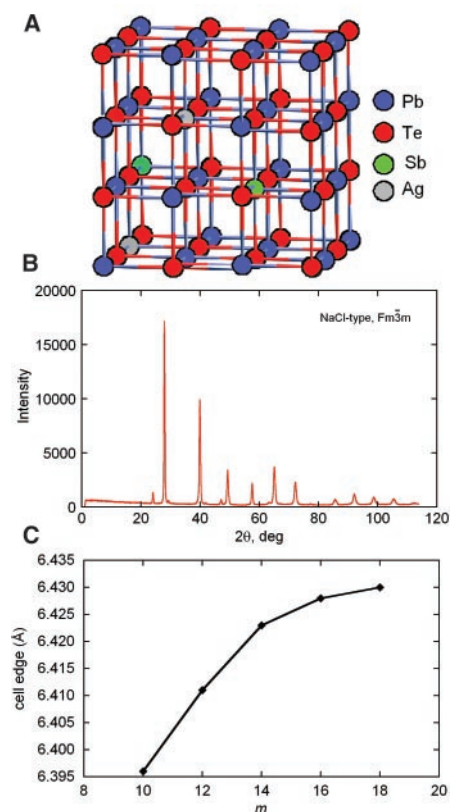 A
Pb
Te
Sb
Ag
B
20000
15000
10000
5000
0
Intensity
NaCl-type, Fm3̅m
0 20 40 60 80 100 120
2θ, deg
C
6.435
6.430
6.425
6.420
6.415
6.410
6.405
6.400
6.395
cell edge (Å)
8 10 12 14 16 18 20
m